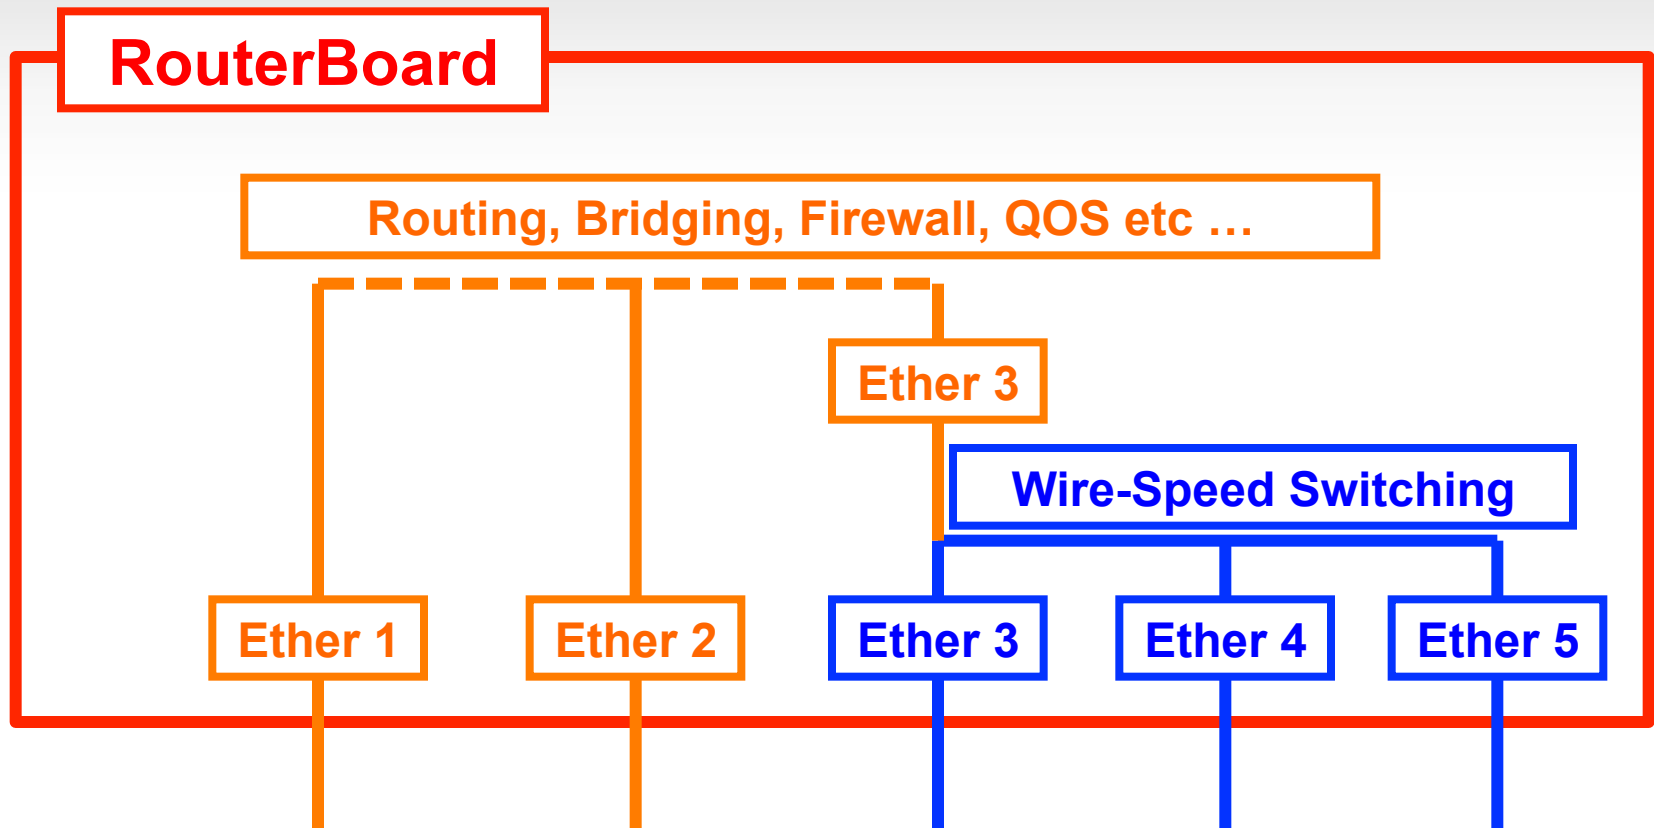 RouterBoard
Routing, Bridging, Firewall, QOS etc …
Ether 3
Wire-Speed Switching
Ether 1
Ether 2
Ether 3
Ether 4
Ether 5